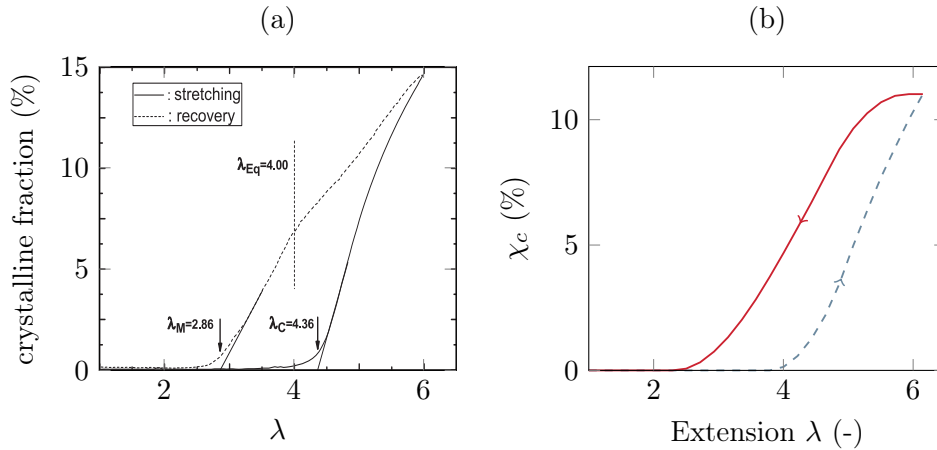 (a)
(b)
15
10
5
0
2
4
6
crystalline fraction (%)
λ
: stretching
: recovery
λEq=4.00
λM=2.86
λC=4.36
10
5
0
2
4
6
χc (%)
Extension λ (-)